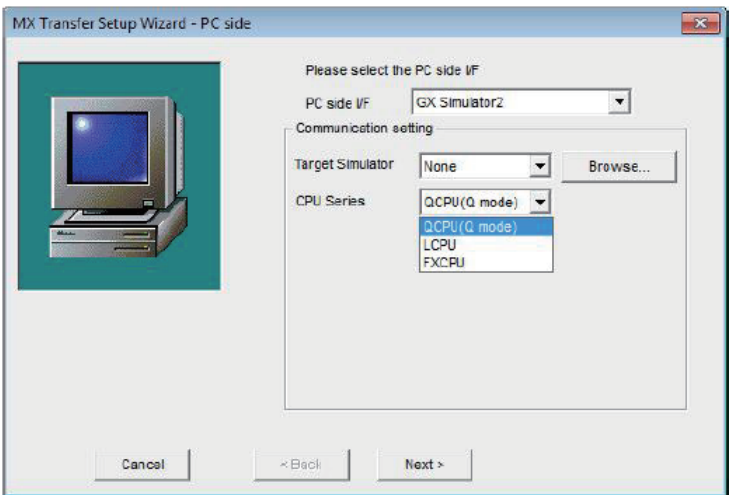 MX Transfer Setup Wizard - PC side
Please select the PC side I/F
PC side I/F GX Simulator2
Communication setting
Target Simulator None Browse...
CPU Series QCPU(Q mode)
QCPU(Q mode)
LCPU
FXCPU
Cancel < Back Next >